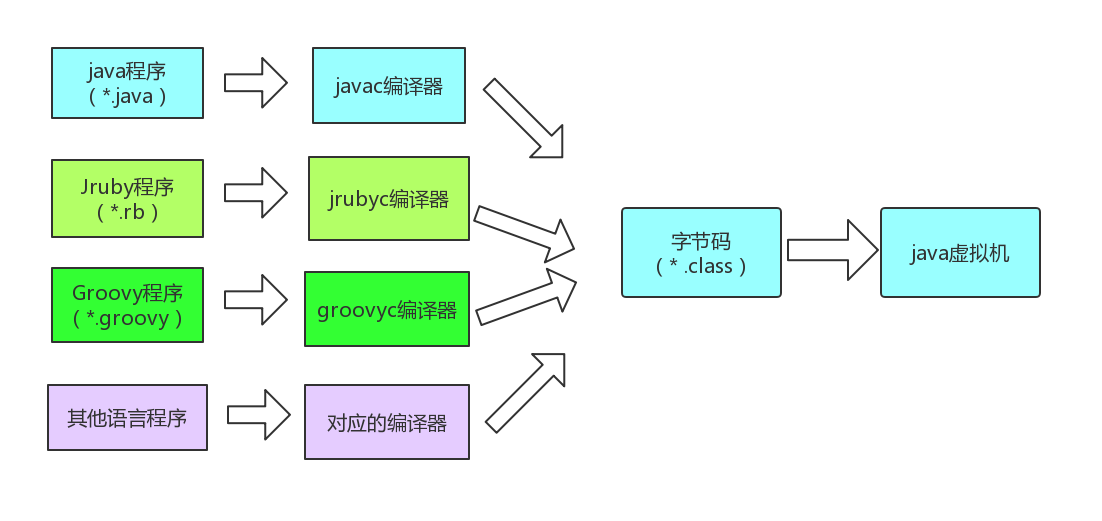 java程序
( *.java )
javac编译器
Jruby程序
( *.rb )
jrubyc编译器
Groovy程序
( *.groovy )
groovyc编译器
其他语言程序
对应的编译器
字节码
( * .class )
java虚拟机